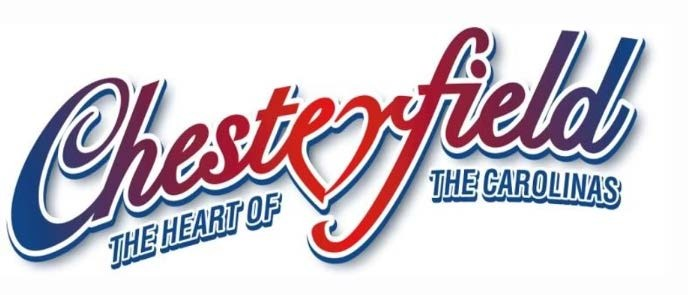 Chesterfield
THE HEART OF THE CAROLINAS